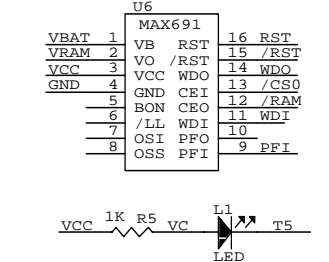 U6
MAX691
VBAT 1 VB RST 16 RST
VRAM 2 VO /RST 15 /RST
VCC 3 VCC WDO 14 WDO
GND 4 GND CEI 13 /CS0
5 BON CEO 12 /RAM
6 /LL WDI 11 WDI
7 OSI PFO 10
8 OSS PFI 9 PFI
VCC 1K R5 VC L1 T5
LED